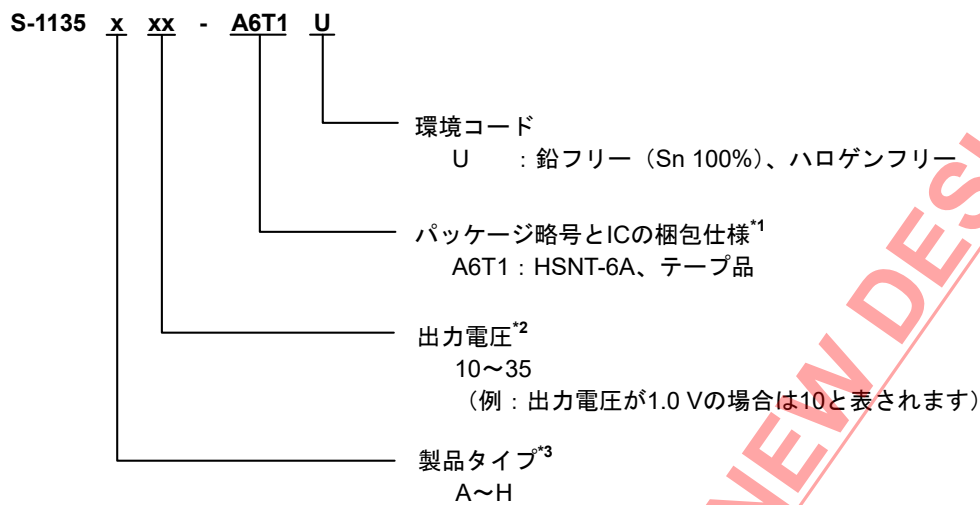 S-1135 x xx - A6T1 U
環境コード
U : 鉛フリー（Sn 100%）、ハロゲンフリー
パッケージ略号とICの梱包仕様*1
A6T1：HSNT-6A、テープ品
出力電圧*2
10～35
（例：出力電圧が1.0 Vの場合は10と表されます）
製品タイプ*3
A～H
NEW DESI